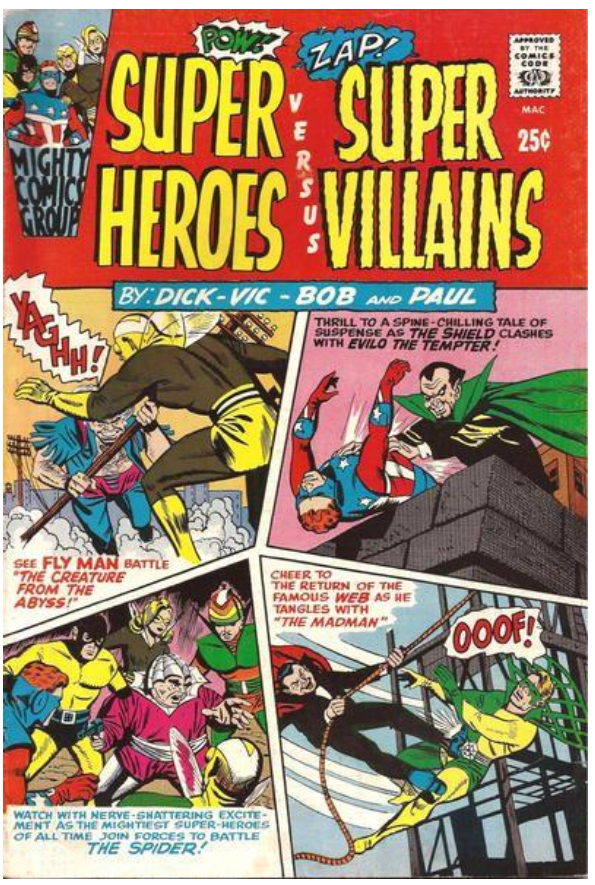 POW!!
ZAP!
SUPER
HEROES
VERSUS
SUPER
VILLAINS
APPROVED
BY THE
COMICS
CODE
CA
AUTHORITY
MAC
25¢
MIGHTY
COMICS
GROUP
BY: DICK-VIC - BOB AND PAUL
YAGHH!
SEE FLY MAN BATTLE
"THE CREATURE
FROM THE
ABYSS!"
THRILL TO A SPINE-CHILLING TALE OF
SUSPENSE AS THE SHIELD CLASHES
WITH EVILO THE TEMPTER!
WATCH WITH NERVE-SHATTERING EXCITE-
MENT AS THE MIGHTIEST SUPER-HEROES
OF ALL TIME JOIN FORCES TO BATTLE
THE SPIDER!
CHEER TO
THE RETURN OF THE
FAMOUS WEB AS HE
TANGLES WITH
"THE MADMAN"
OOOF!